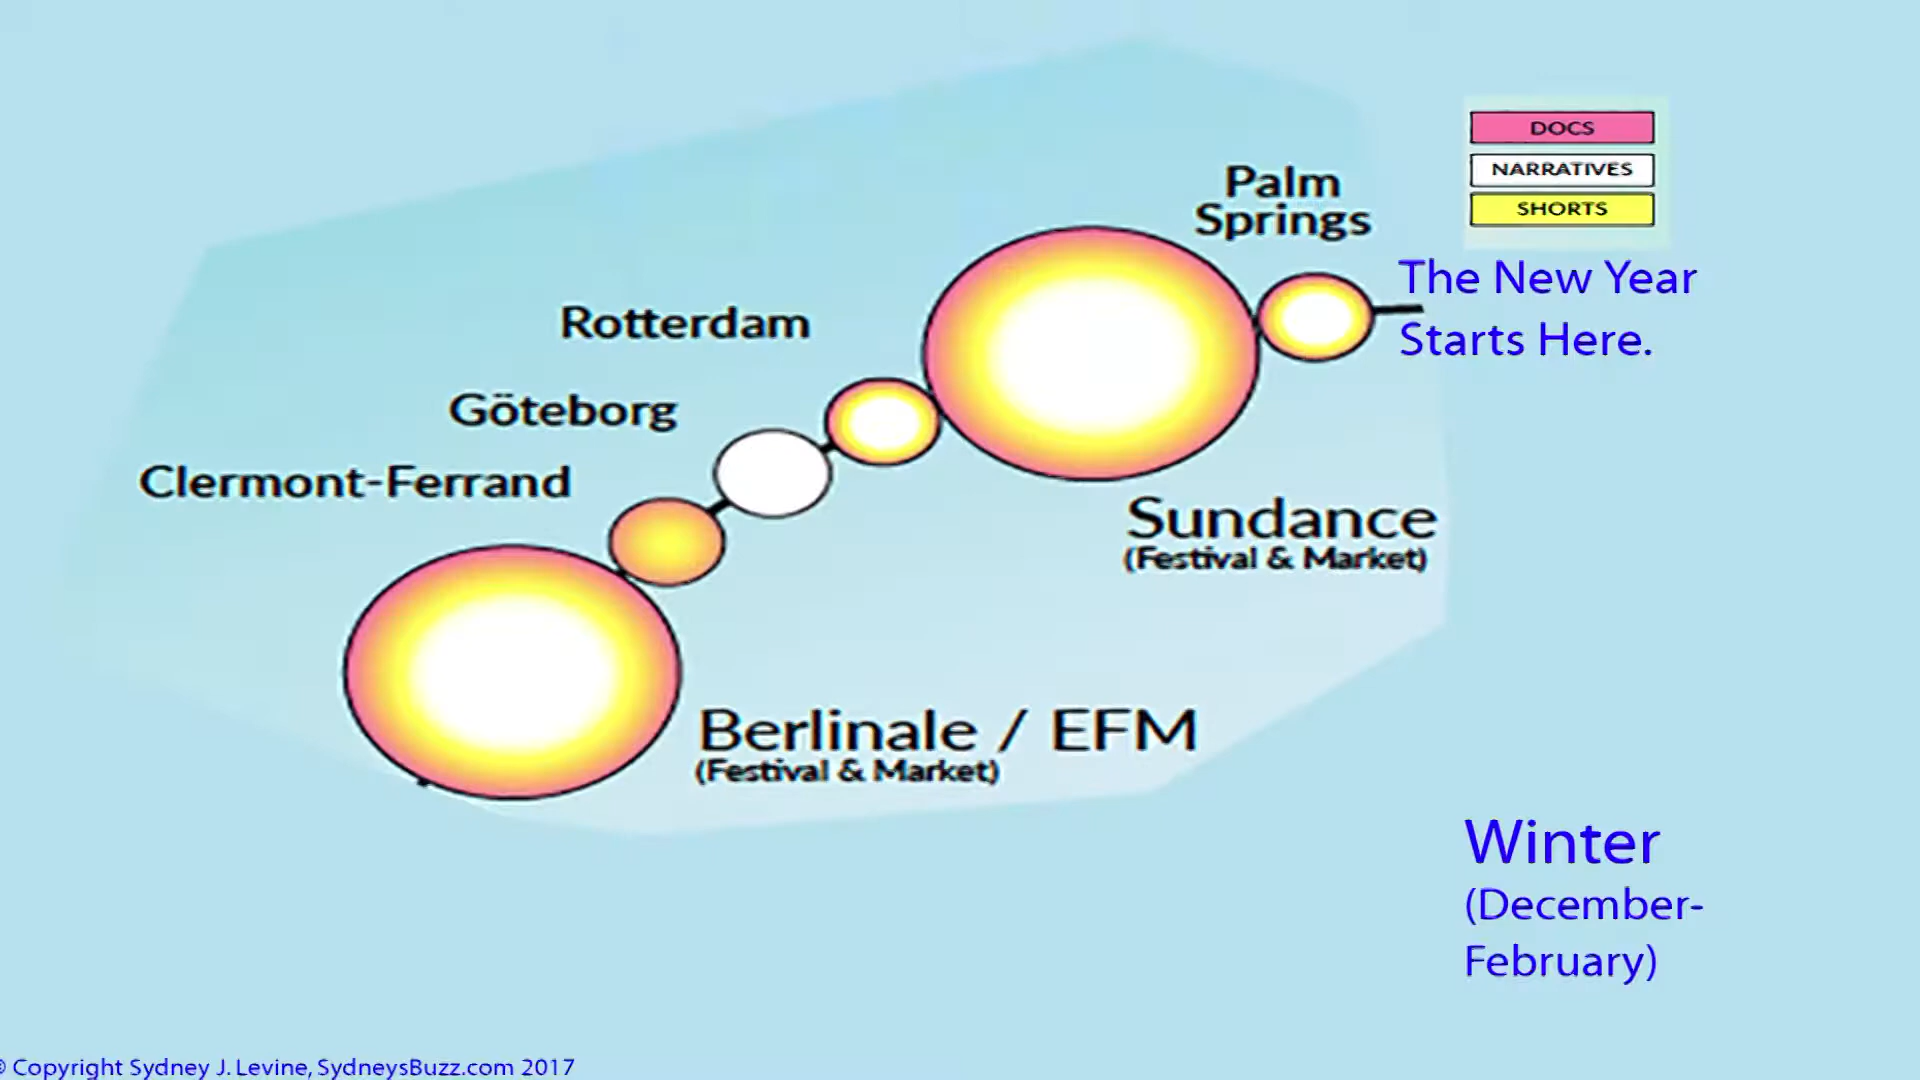 DOCS
NARRATIVES
SHORTS
Palm
Springs
The New Year
Starts Here.
Rotterdam
Göteborg
Clermont-Ferrand
Sundance
(Festival & Market)
Berlinale / EFM
(Festival & Market)
Winter
(December-
February)
© Copyright Sydney J. Levine, SydneysBuzz.com 2017